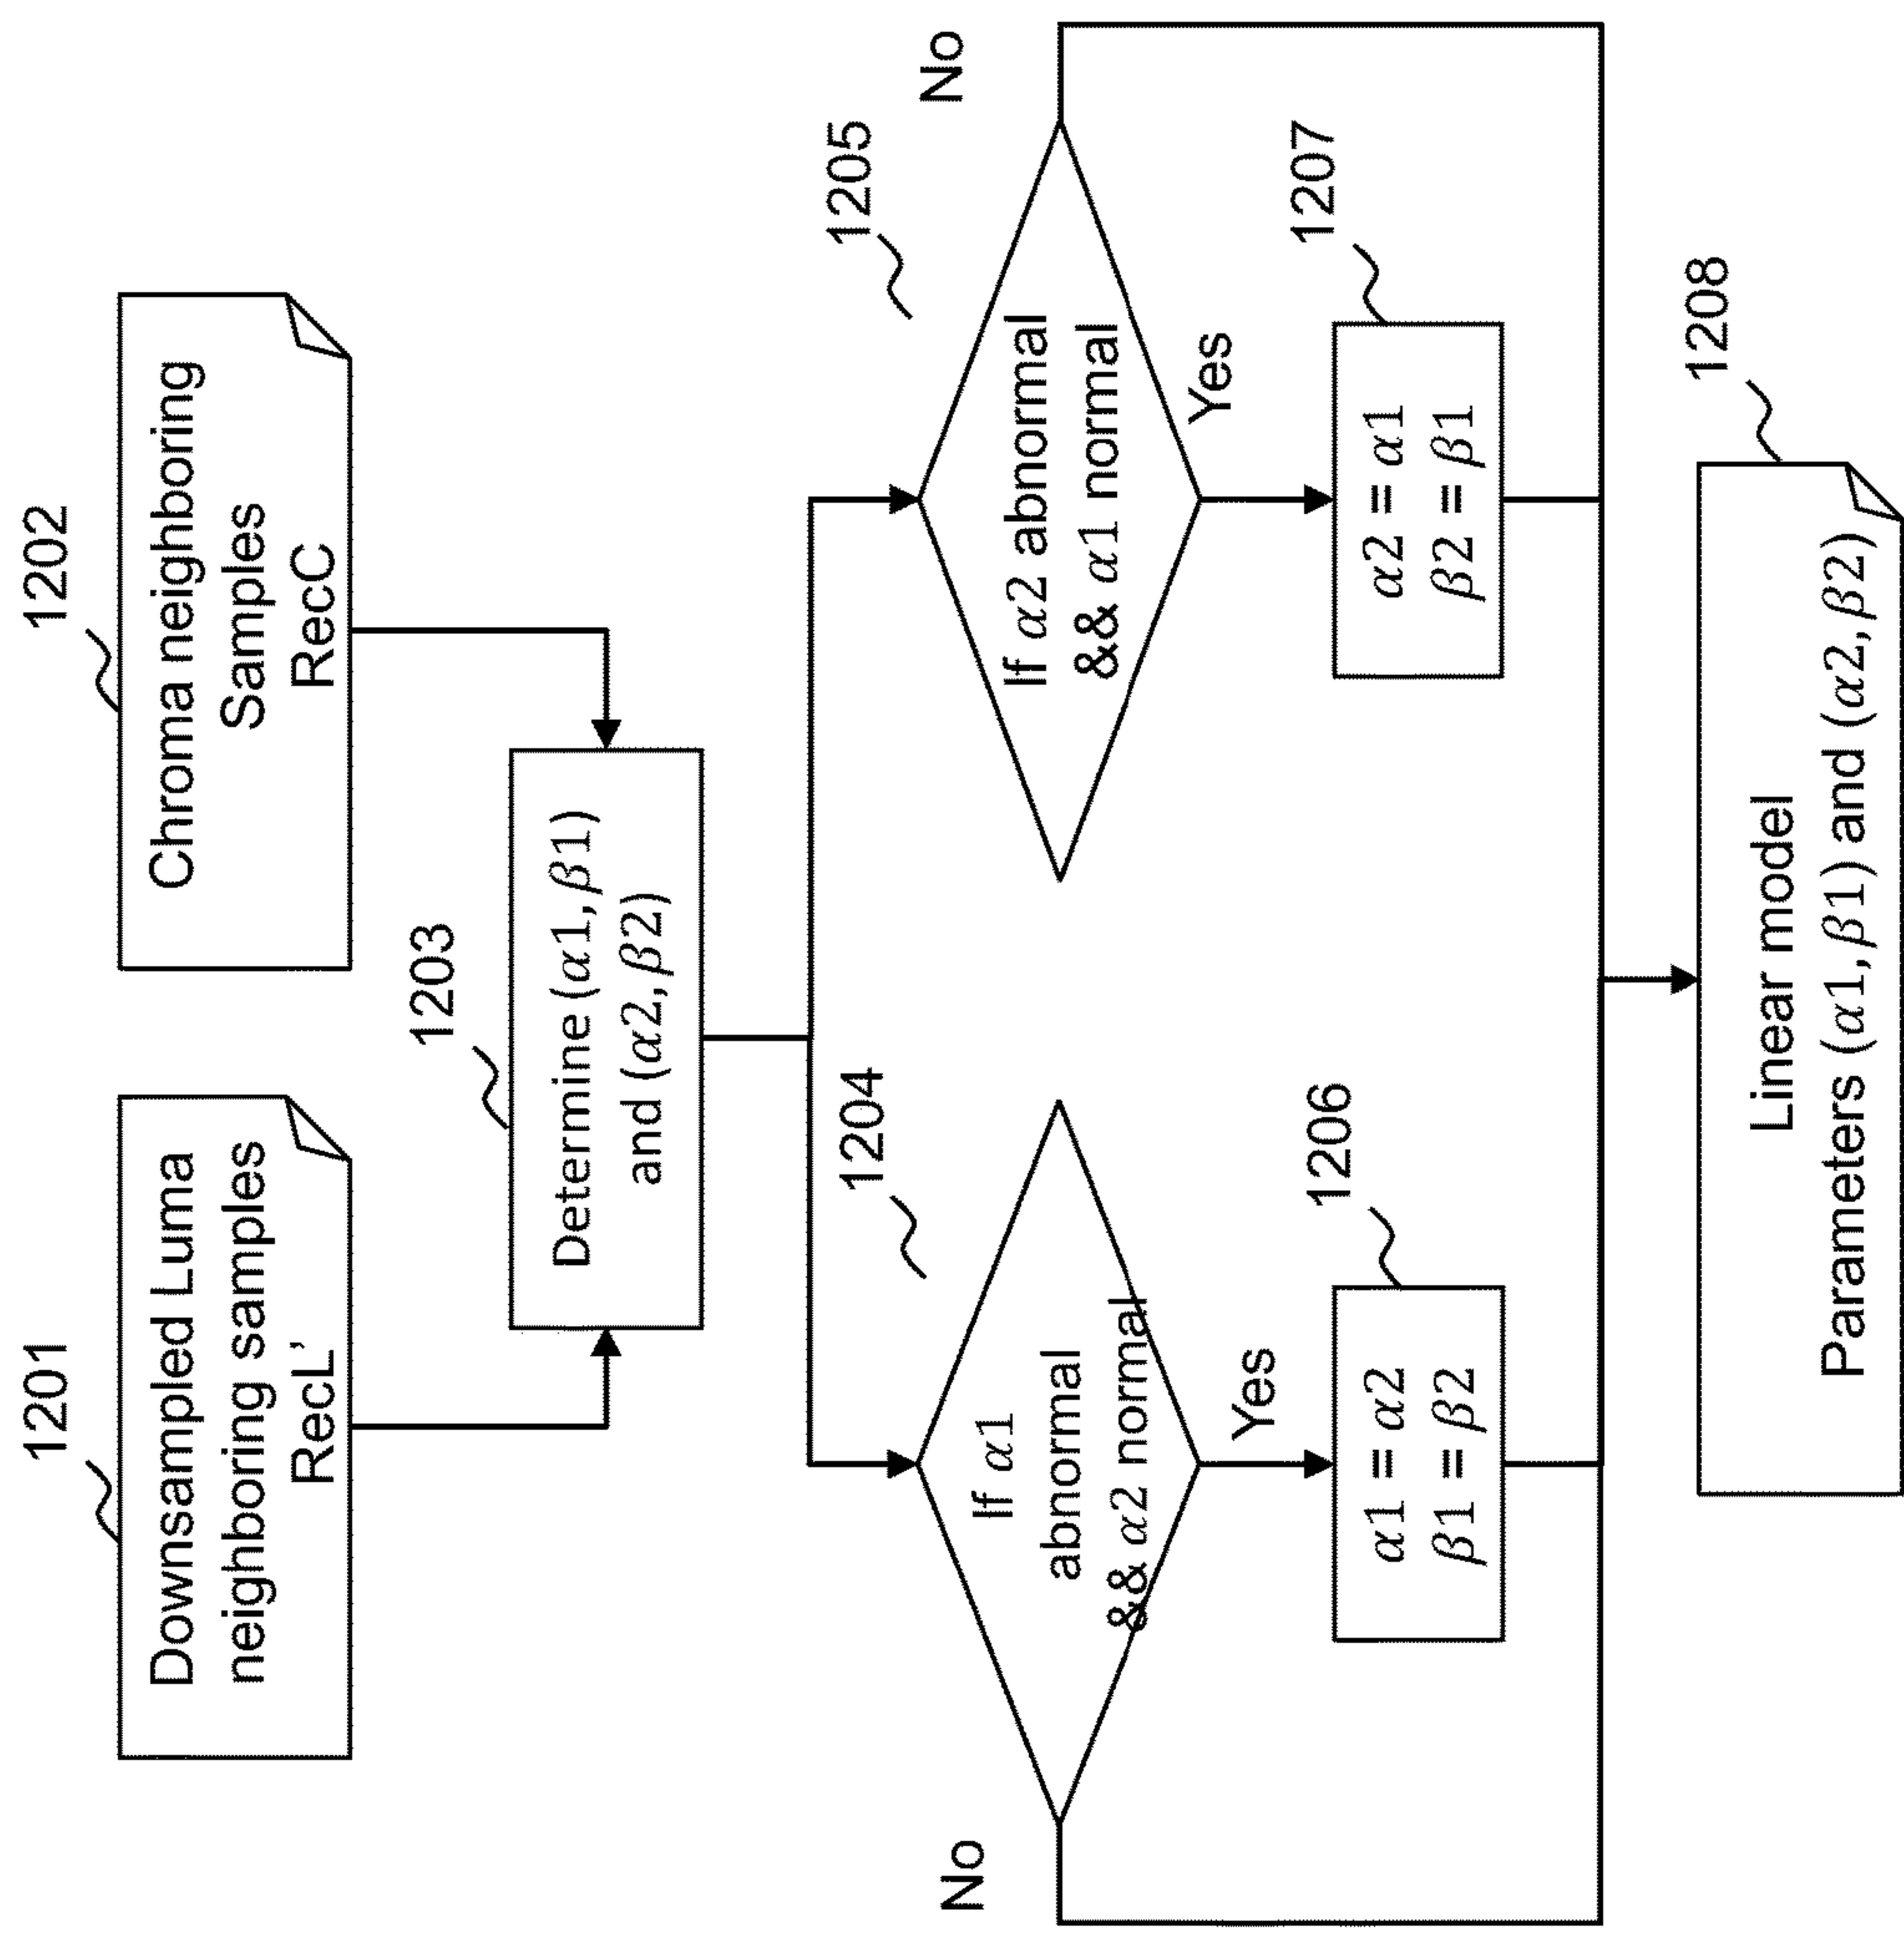 1201
Downsampled Luma
neighboring samples
RecL’
1202
Chroma neighboring
Samples
RecC
1203
Determine (α1, β1)
and (α2, β2)
1204
If α1
abnormal
&& α2 normal
No
Yes
1205
If α2 abnormal
&& α1 normal
No
Yes
1206
α1 = α2
β1 = β2
1207
α2 = α1
β2 = β1
1208
Linear model
Parameters (α1, β1) and (α2, β2)